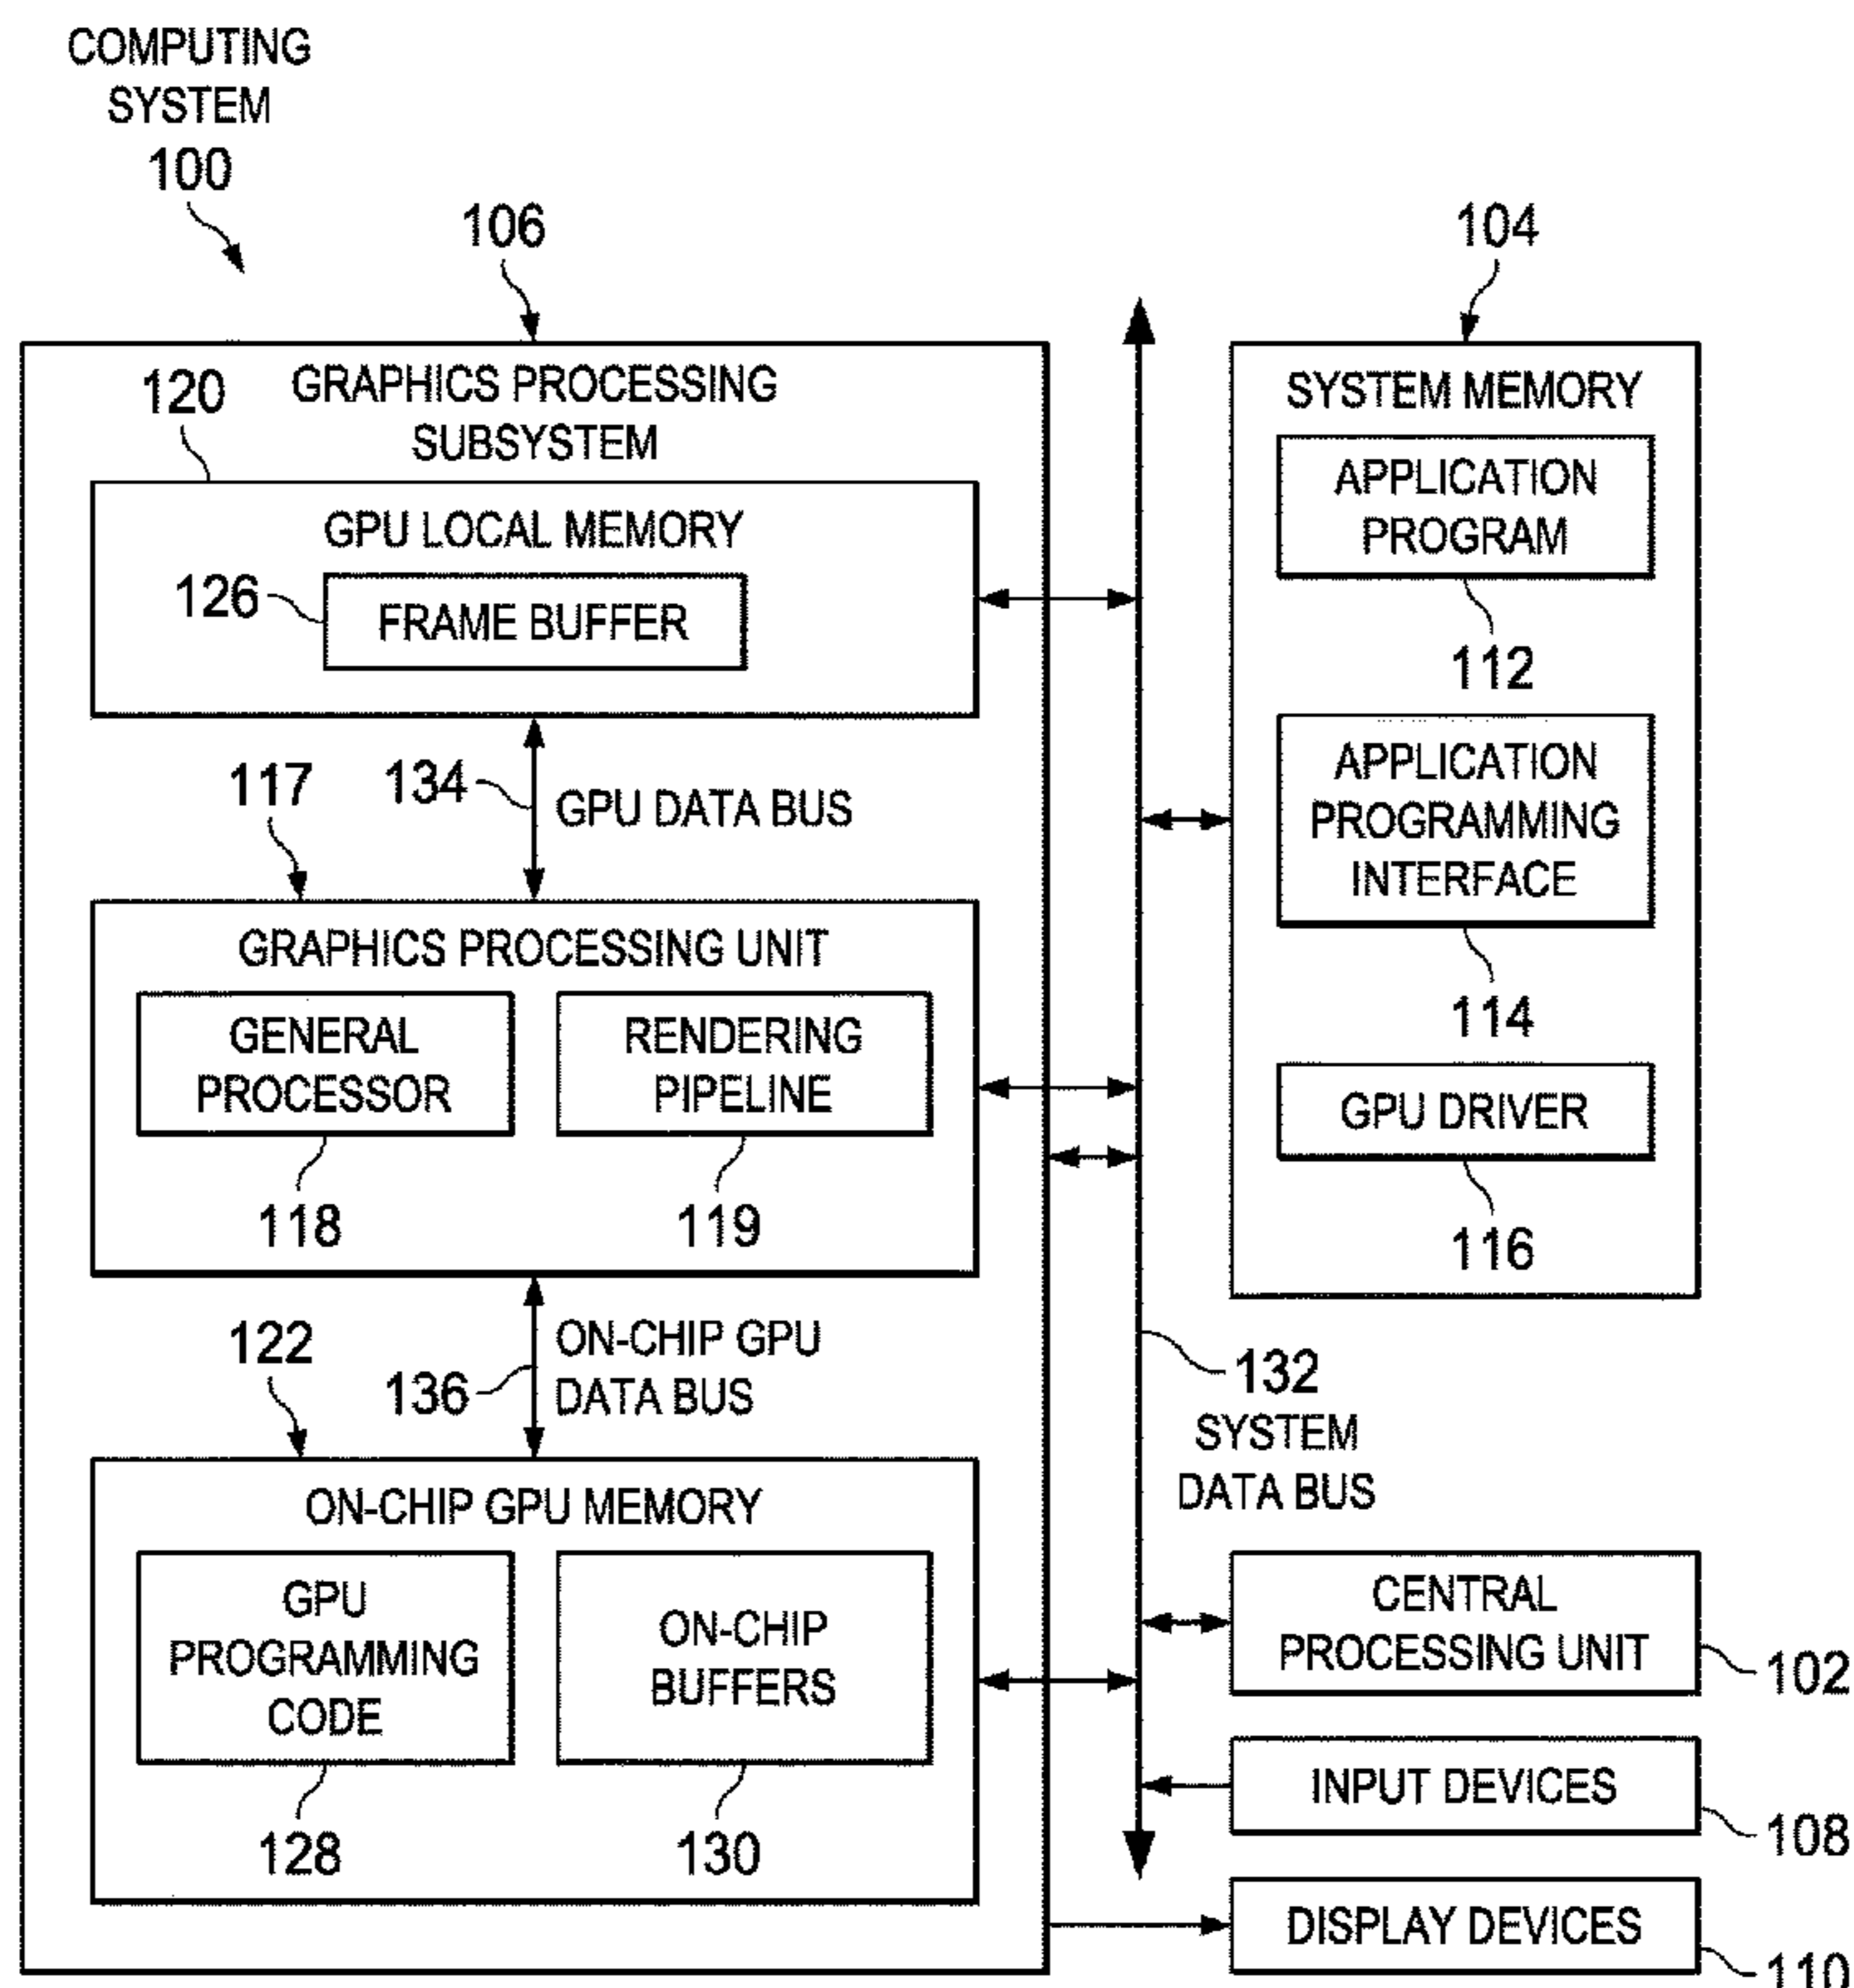 COMPUTING
SYSTEM
100
106
104
120
GRAPHICS PROCESSING
SUBSYSTEM
GPU LOCAL MEMORY
126
FRAME BUFFER
117
134
GPU DATA BUS
GRAPHICS PROCESSING UNIT
GENERAL
PROCESSOR
118
RENDERING
PIPELINE
119
122
136
ON-CHIP GPU
DATA BUS
ON-CHIP GPU MEMORY
GPU
PROGRAMMING
CODE
128
ON-CHIP
BUFFERS
130
SYSTEM MEMORY
APPLICATION
PROGRAM
112
APPLICATION
PROGRAMMING
INTERFACE
114
GPU DRIVER
116
132
SYSTEM
DATA BUS
CENTRAL
PROCESSING UNIT
102
INPUT DEVICES
108
DISPLAY DEVICES
110